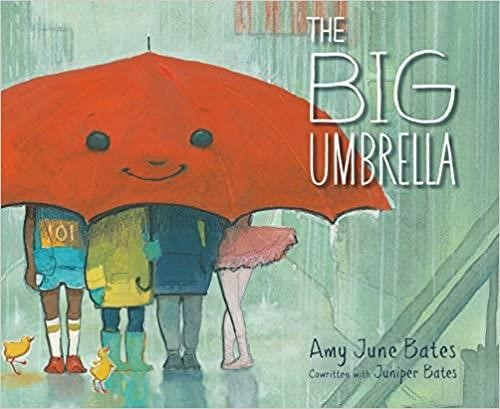 THE
BIG
UMBRELLA
101
Amy June Bates
Cowritten with Juniper Bates